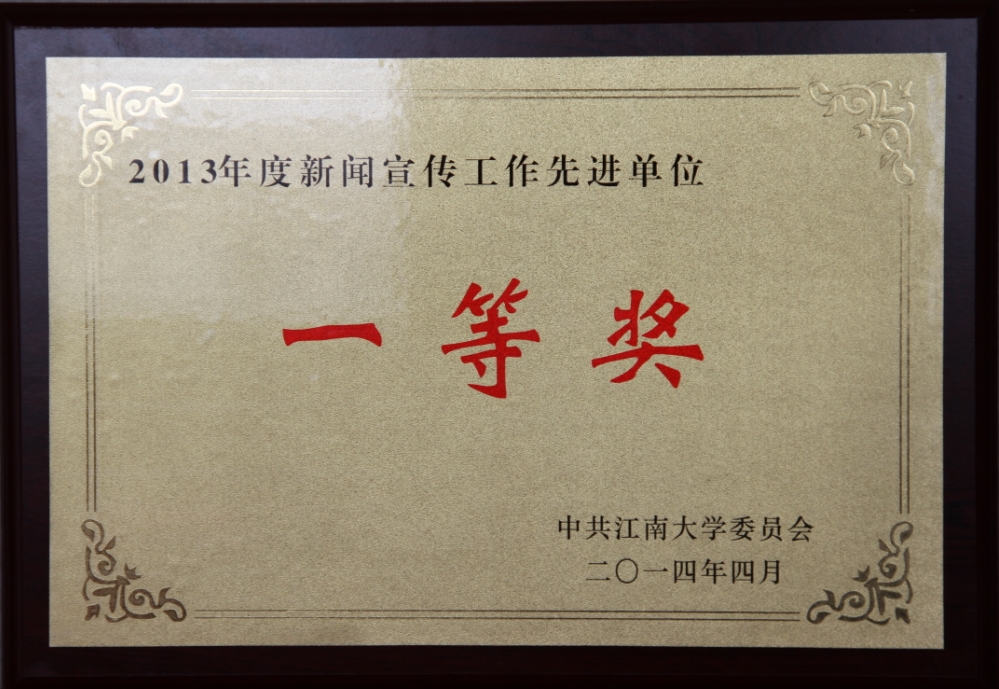 2013年度新闻宣传工作先进单位
一等奖
中共江南大学委员会
二〇一四年四月